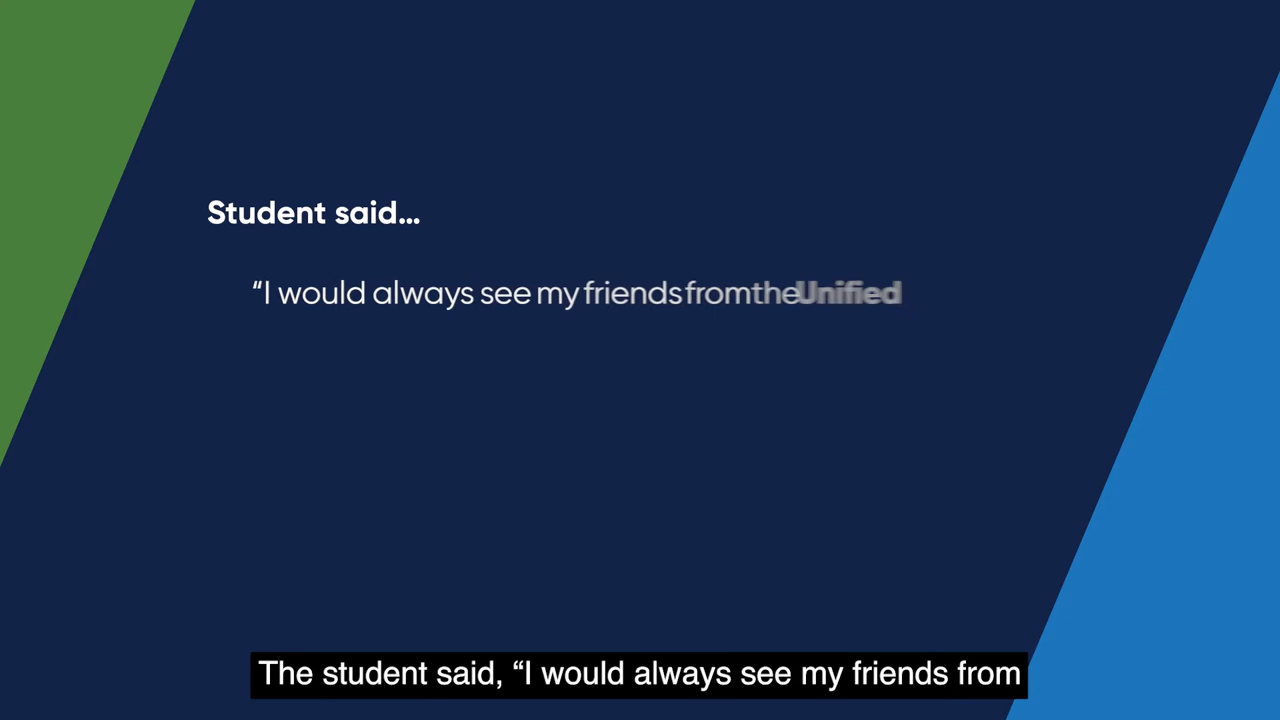 Student said...
“I would always see my friends from the Unified
The student said, “I would always see my friends from